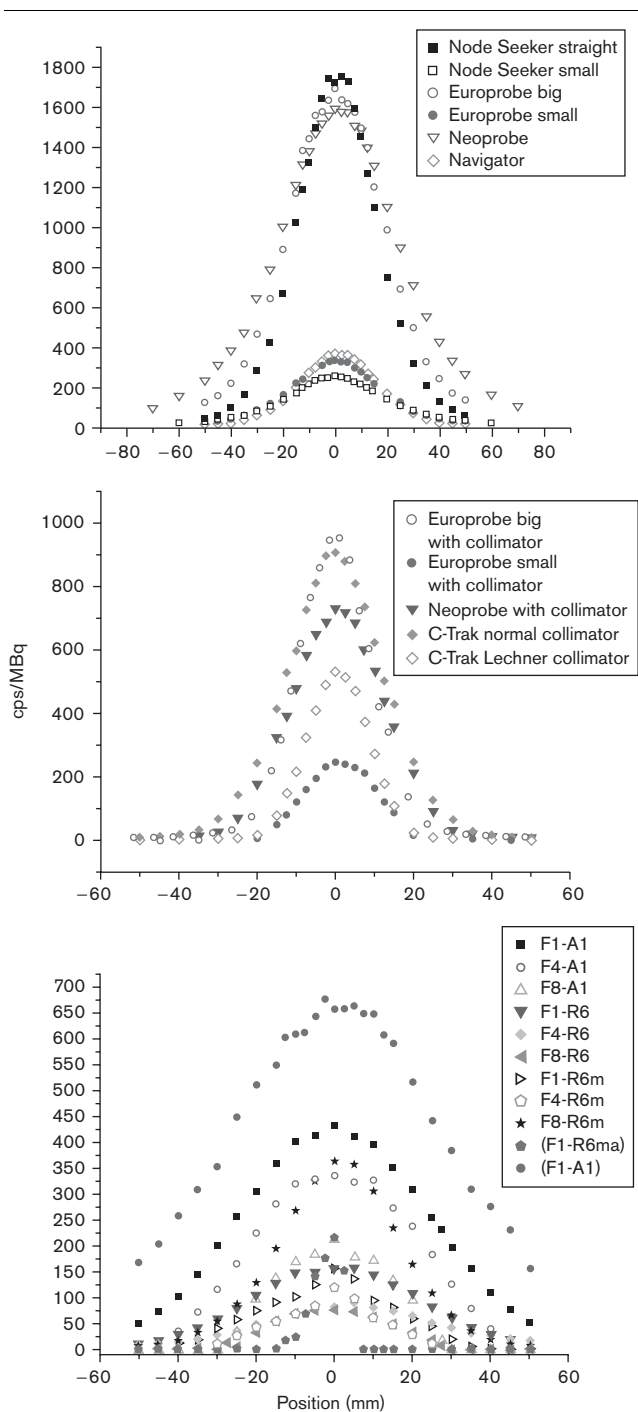 Node Seeker straight
Node Seeker small
Europrobe big
Europrobe small
Neoprobe
Navigator
1800
1600
1400
1200
1000
800
600
400
200
0
−80 −60 −40 −20 0 20 40 60 80
Europrobe big
with collimator
Europrobe small
with collimator
Neoprobe with collimator
C-Trak normal collimator
C-Trak Lechner collimator
cps/MBq
1000
800
600
400
200
0
−60 −40 −20 0 20 40 60
F1-A1
F4-A1
F8-A1
F1-R6
F4-R6
F8-R6
F1-R6m
F4-R6m
F8-R6m
(F1-R6ma)
(F1-A1)
700
650
600
550
500
450
400
350
300
250
200
150
100
50
0
−60 −40 −20 0 20 40 60
Position (mm)